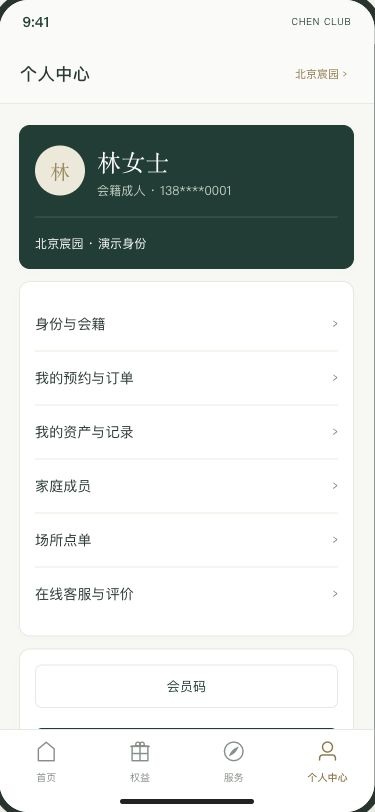 9:41 CHEN CLUB
个人中心 北京宸园 >
林 林女士
会籍成人 · 138****0001
北京宸园 · 演示身份
身份与会籍 >
我的预约与订单 >
我的资产与记录 >
家庭成员 >
场所点单 >
在线客服与评价 >
会员码
首页 权益 服务 个人中心